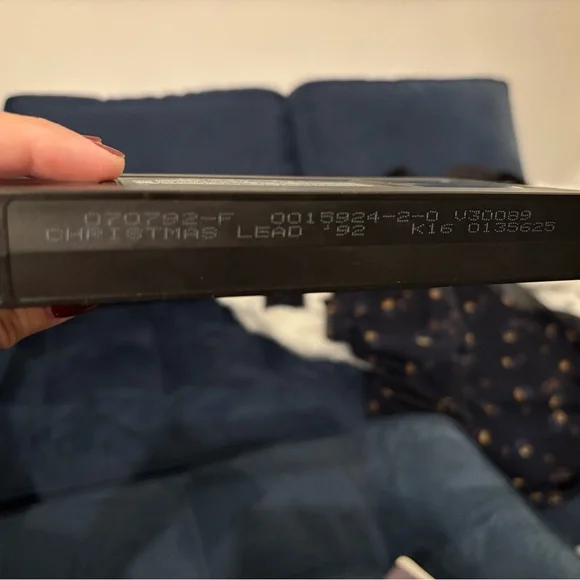 070792-F 0015924-2-0 V30089
CHRISTMAS LEAD '92 K16 0135625